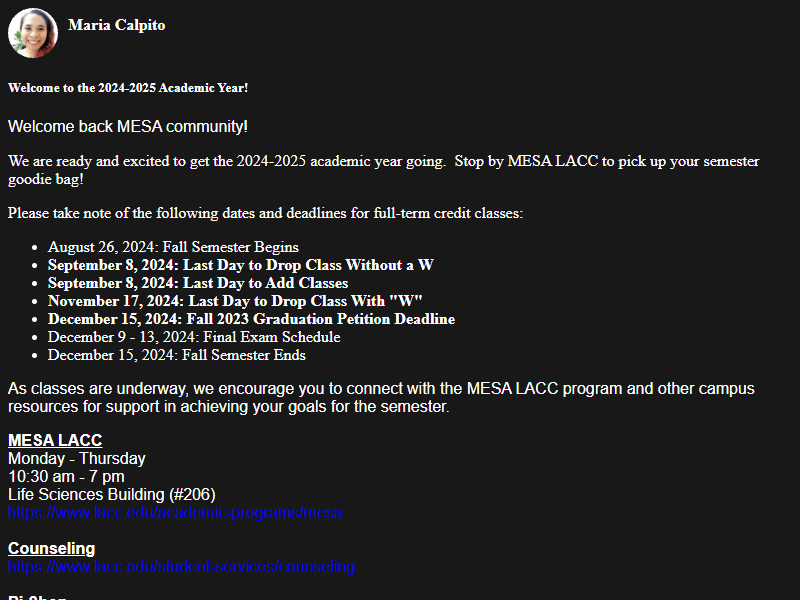 Maria Calpito
Welcome to the 2024-2025 Academic Year!
Welcome back MESA community!
We are ready and excited to get the 2024-2025 academic year going.  Stop by MESA LACC to pick up your semester
goodie bag!
Please take note of the following dates and deadlines for full-term credit classes:
• August 26, 2024: Fall Semester Begins
• September 8, 2024: Last Day to Drop Class Without a W
• September 8, 2024: Last Day to Add Classes
• November 17, 2024: Last Day to Drop Class With "W"
• December 15, 2024: Fall 2023 Graduation Petition Deadline
• December 9 - 13, 2024: Final Exam Schedule
• December 15, 2024: Fall Semester Ends
As classes are underway, we encourage you to connect with the MESA LACC program and other campus
resources for support in achieving your goals for the semester.
MESA LACC
Monday - Thursday
10:30 am - 7 pm
Life Sciences Building (#206)
https://www.lacc.edu/academic-programs/mesa
Counseling
https://www.lacc.edu/student-services/counseling